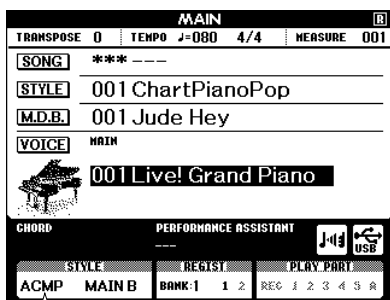 MAIN R
TRANSPOSE 0 TEMPO ♩=080 4/4 MEASURE 001
SONG *** ---
STYLE 001 ChartPianoPop
M.D.B. 001 Jude Hey
VOICE MAIN
001 Live! Grand Piano
CHORD PERFORMANCE ASSISTANT
---
USB
STYLE REGIST PLAY PART
ACMP MAIN B BANK:1 1 2 REC 1 2 3 4 5 A